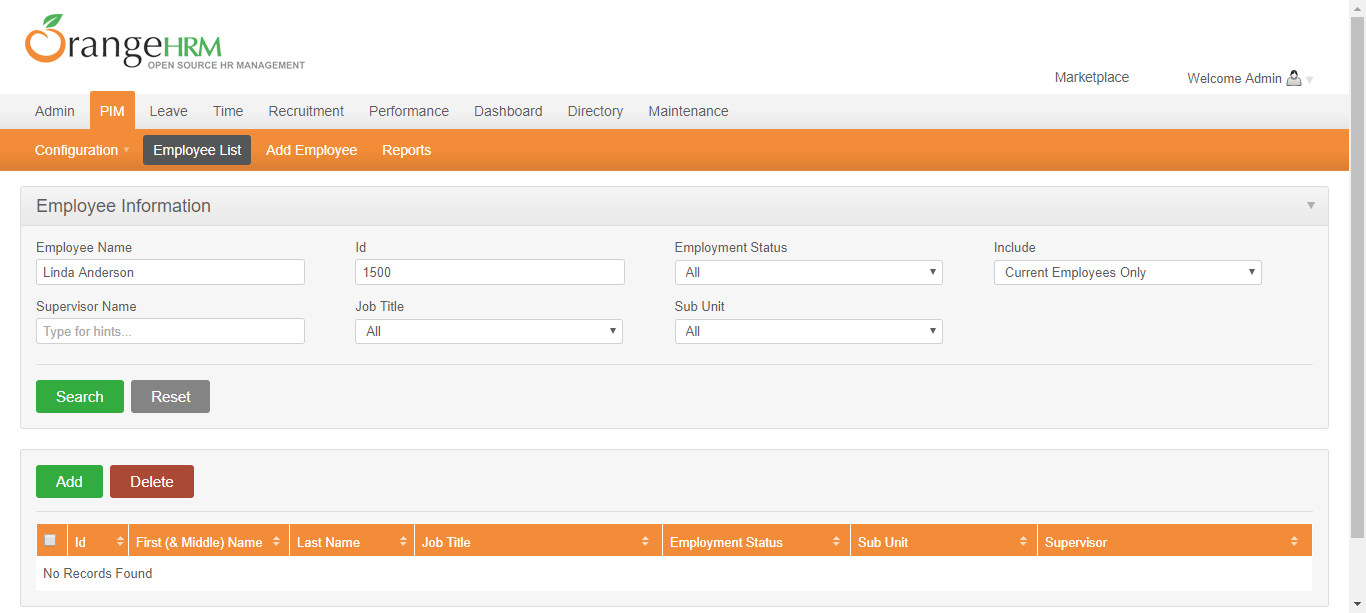 OrangeHRM
OPEN SOURCE HR MANAGEMENT
Marketplace
Welcome Admin
Admin PIM Leave Time Recruitment Performance Dashboard Directory Maintenance
Configuration Employee List Add Employee Reports
Employee Information
Employee Name Id Employment Status Include
Linda Anderson 1500 All Current Employees Only
Supervisor Name Job Title Sub Unit
Type for hints... All All
Search Reset
Add Delete
Id First (& Middle) Name Last Name Job Title Employment Status Sub Unit Supervisor
No Records Found